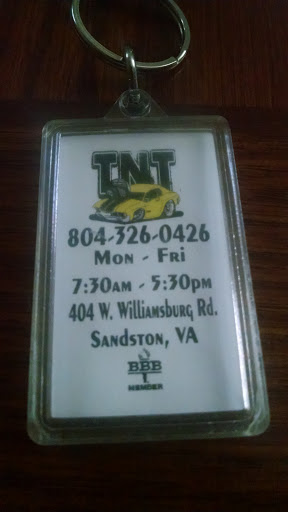 TNT
804-326-0426
Mon - Fri
7:30am - 5:30pm
404 W. Williamsburg Rd.
Sandston, VA
BBB
MEMBER